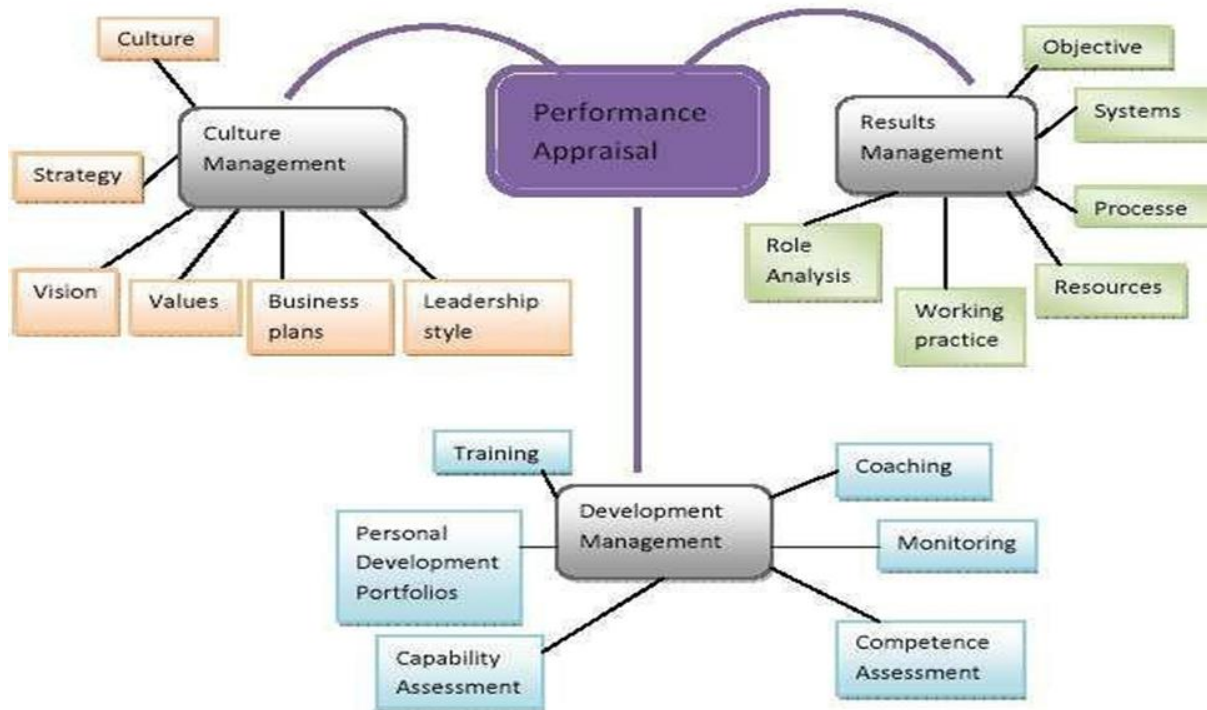 Performance
Appraisal
Culture
Culture
Management
Strategy
Vision
Values
Business
plans
Leadership
style
Objective
Results
Management
Systems
Processe
Role
Analysis
Working
practice
Resources
Training
Development
Management
Coaching
Personal
Development
Portfolios
Monitoring
Capability
Assessment
Competence
Assessment